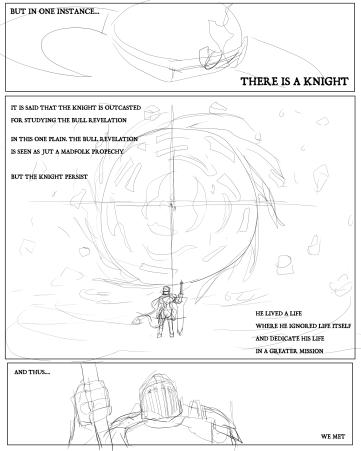 BUT IN ONE INSTANCE...
THERE IS A KNIGHT
IT IS SAID THAT THE KNIGHT IS OUTCASTED
FOR STUDYING THE BULL REVELATION
IN THIS ONE PLAIN. THE BULL REVELATION
IS SEEN AS JUT A MADFOLK PROPECHY.
BUT THE KNIGHT PERSIST
HE LIVED A LIFE
WHERE HE IGNORED LIFE ITSELF
AND DEDICATE HIS LIFE
IN A GREATER MISSION
AND THUS....
WE MET